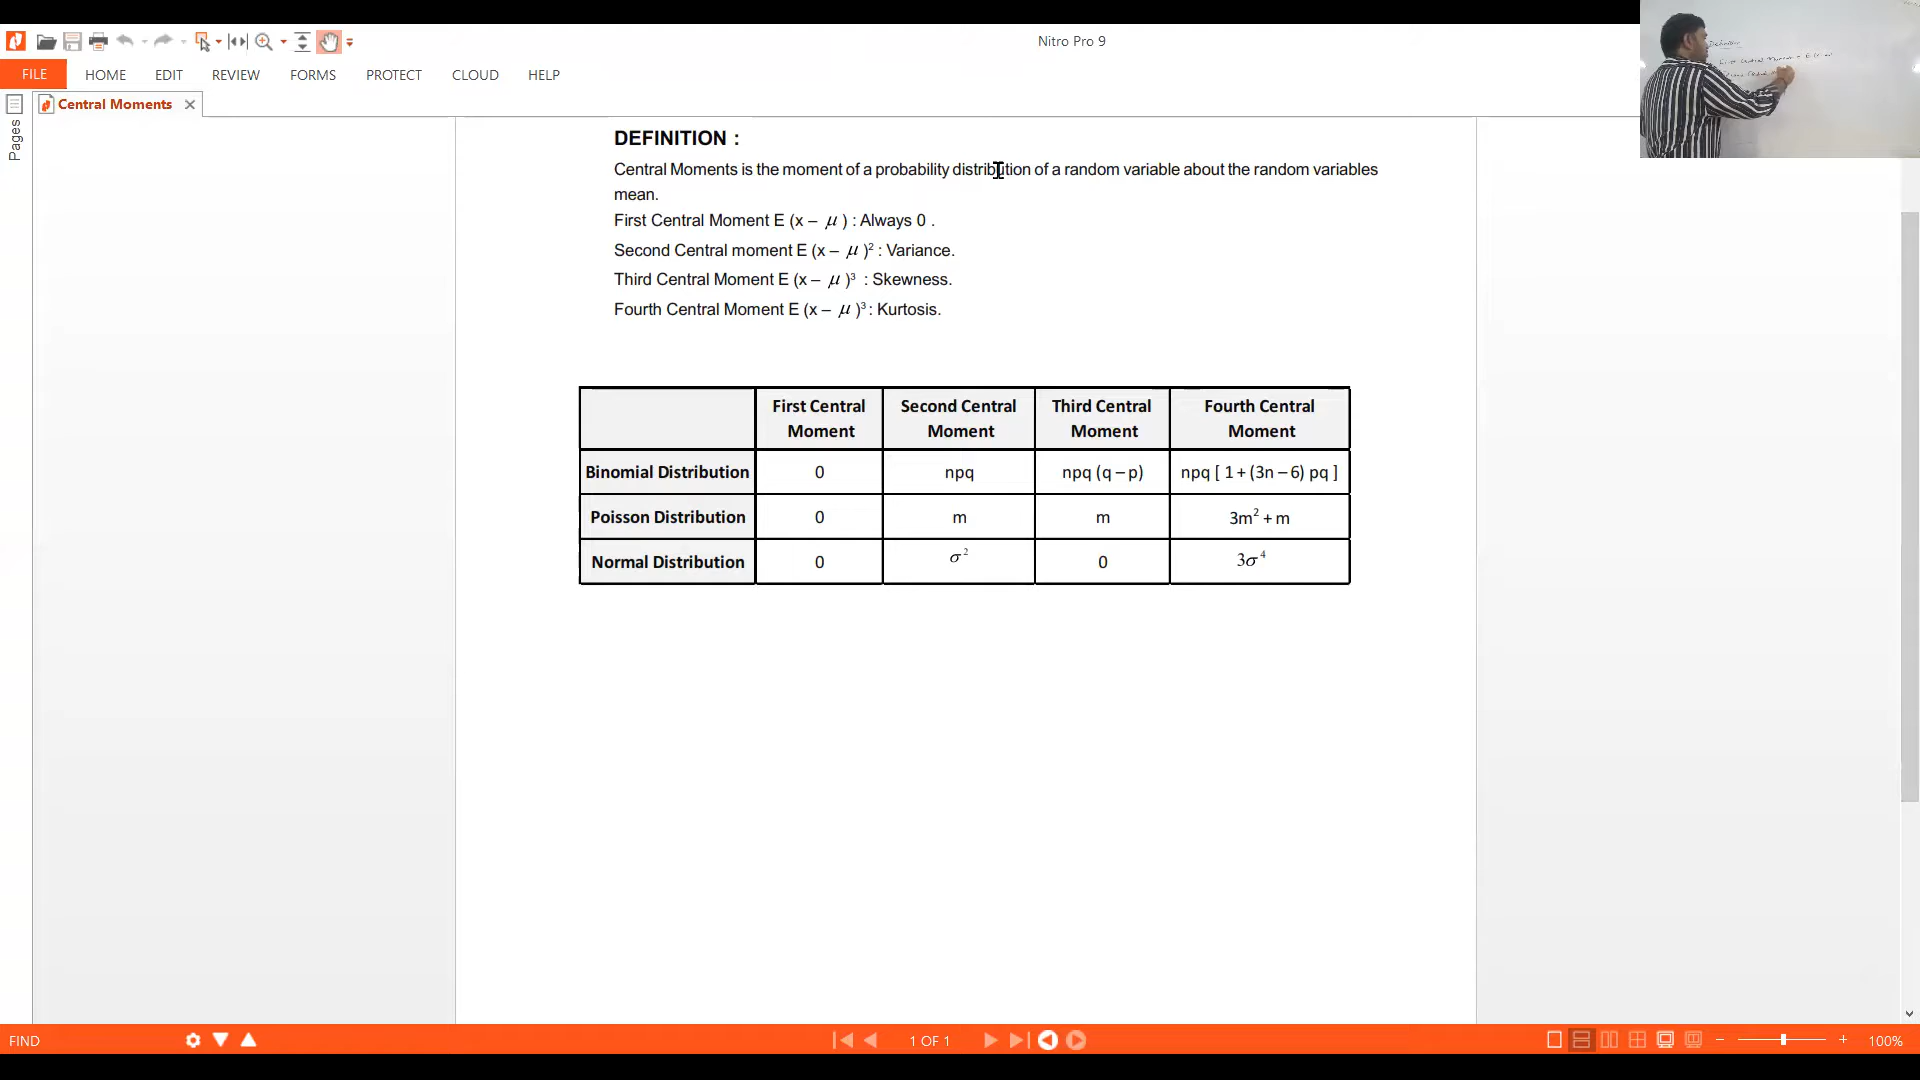 Nitro Pro 9
FILE HOME EDIT REVIEW FORMS PROTECT CLOUD HELP
Central Moments
Pages
Definition
First Central Moment = E
DEFINITION :
Central Moments is the moment of a probability distribution of a random variable about the random variables
mean.
First Central Moment E (x – μ ) : Always 0 .
Second Central moment E (x – μ )² : Variance.
Third Central Moment E (x – μ )³ : Skewness.
Fourth Central Moment E (x – μ )³ : Kurtosis.
First Central Moment Second Central Moment Third Central Moment Fourth Central Moment
Binomial Distribution 0 npq npq (q – p) npq [ 1 + (3n – 6) pq ]
Poisson Distribution 0 m m 3m² + m
Normal Distribution 0 σ² 0 3σ⁴
FIND 1 OF 1 100%